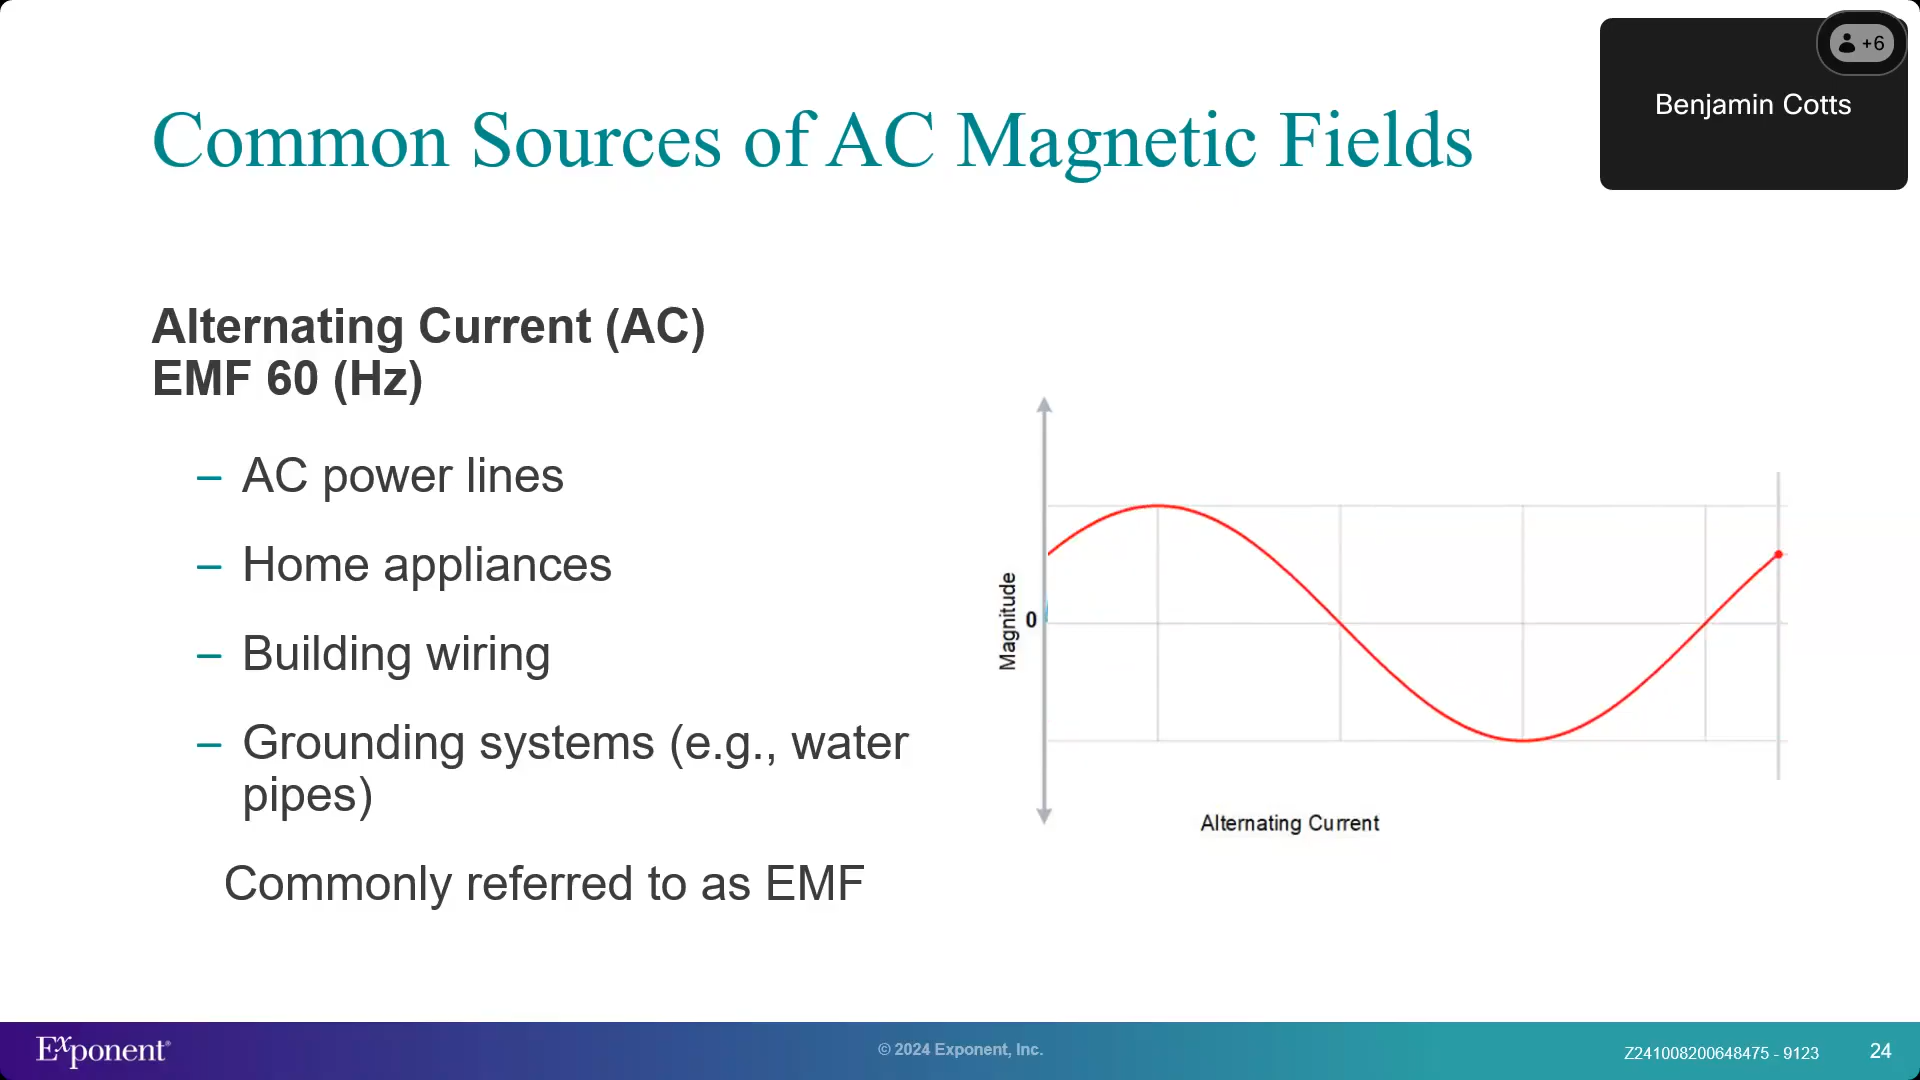 +6
Benjamin Cotts
Common Sources of AC Magnetic Fields
Alternating Current (AC)
EMF 60 (Hz)
– AC power lines
– Home appliances
– Building wiring
– Grounding systems (e.g., water
pipes)
Commonly referred to as EMF
Magnitude
0
Alternating Current
Exponent®
© 2024 Exponent, Inc.
Z241008200648475 - 9123
24